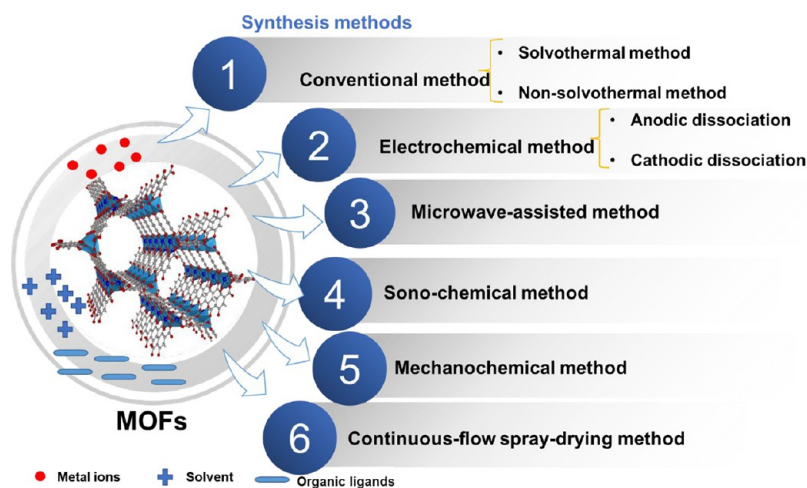 Synthesis methods
1
Conventional method
• Solvothermal method
• Non-solvothermal method
2
Electrochemical method
• Anodic dissociation
• Cathodic dissociation
3
Microwave-assisted method
4
Sono-chemical method
5
Mechanochemical method
6
Continuous-flow spray-drying method
MOFs
Metal ions
Solvent
Organic ligands